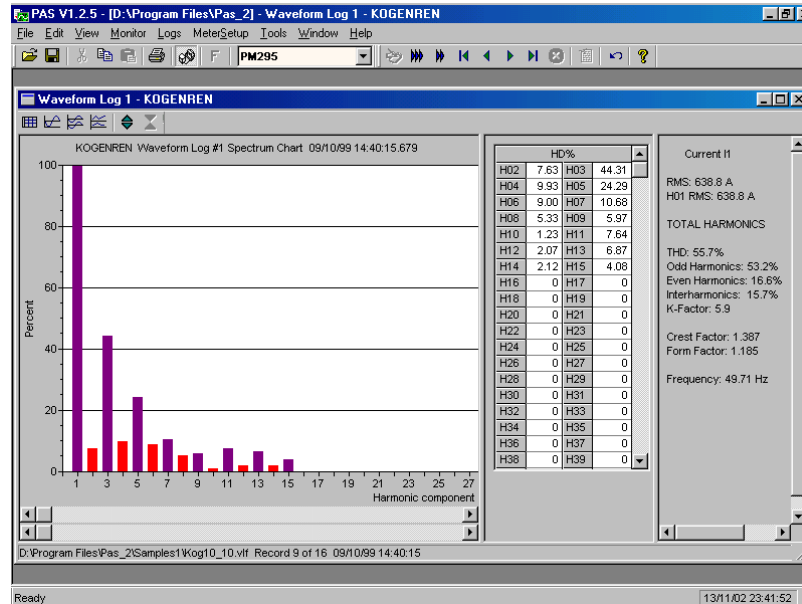 PAS V1.2.5 - [D:\Program Files\Pas_2] - Waveform Log 1 - KOGENREN
File Edit View Monitor Logs MeterSetup Tools Window Help
F PM295
Waveform Log 1 - KOGENREN
KOGENREN Waveform Log #1 Spectrum Chart 09/10/99 14:40:15.679
100
80
60
40
20
0
Percent
1 3 5 7 9 11 13 15 17 19 21 23 25 27
Harmonic component
HD%
H02 7.63 H03 44.31
H04 9.93 H05 24.29
H06 9.00 H07 10.68
H08 5.33 H09 5.97
H10 1.23 H11 7.64
H12 2.07 H13 6.87
H14 2.12 H15 4.08
H16 0 H17 0
H18 0 H19 0
H20 0 H21 0
H22 0 H23 0
H24 0 H25 0
H26 0 H27 0
H28 0 H29 0
H30 0 H31 0
H32 0 H33 0
H34 0 H35 0
H36 0 H37 0
H38 0 H39 0
Current I1
RMS: 638.8 A
H01 RMS: 638.8 A
TOTAL HARMONICS
THD: 55.7%
Odd Harmonics: 53.2%
Even Harmonics: 16.6%
Interharmonics: 15.7%
K-Factor: 5.9
Crest Factor: 1.387
Form Factor: 1.185
Frequency: 49.71 Hz
D:\Program Files\Pas_2\Samples1\Kog10_10.vlf Record 9 of 16 09/10/99 14:40:15
Ready 13/11/02 23:41:52